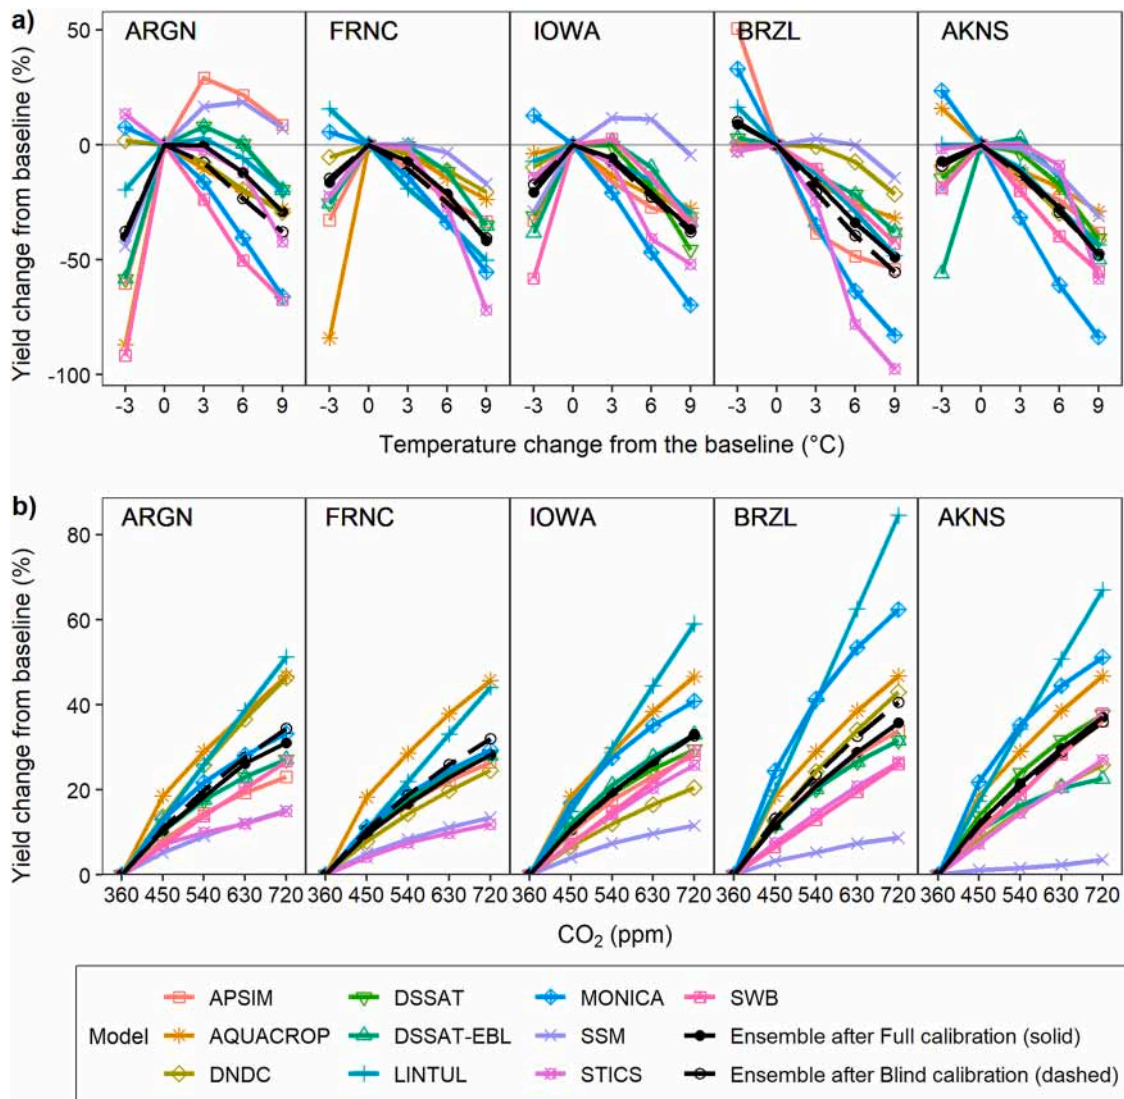 a)
ARGN FRNC IOWA BRZL AKNS
Yield change from baseline (%)
50
0
-50
-100
-3 0 3 6 9 -3 0 3 6 9 -3 0 3 6 9 -3 0 3 6 9 -3 0 3 6 9
Temperature change from the baseline (°C)
b)
ARGN FRNC IOWA BRZL AKNS
Yield change from baseline (%)
80
60
40
20
0
360 450 540 630 720 360 450 540 630 720 360 450 540 630 720 360 450 540 630 720 360 450 540 630 720
CO₂ (ppm)
APSIM DSSAT MONICA SWB
Model AQUACROP DSSAT-EBL SSM Ensemble after Full calibration (solid)
DNDC LINTUL STICS Ensemble after Blind calibration (dashed)